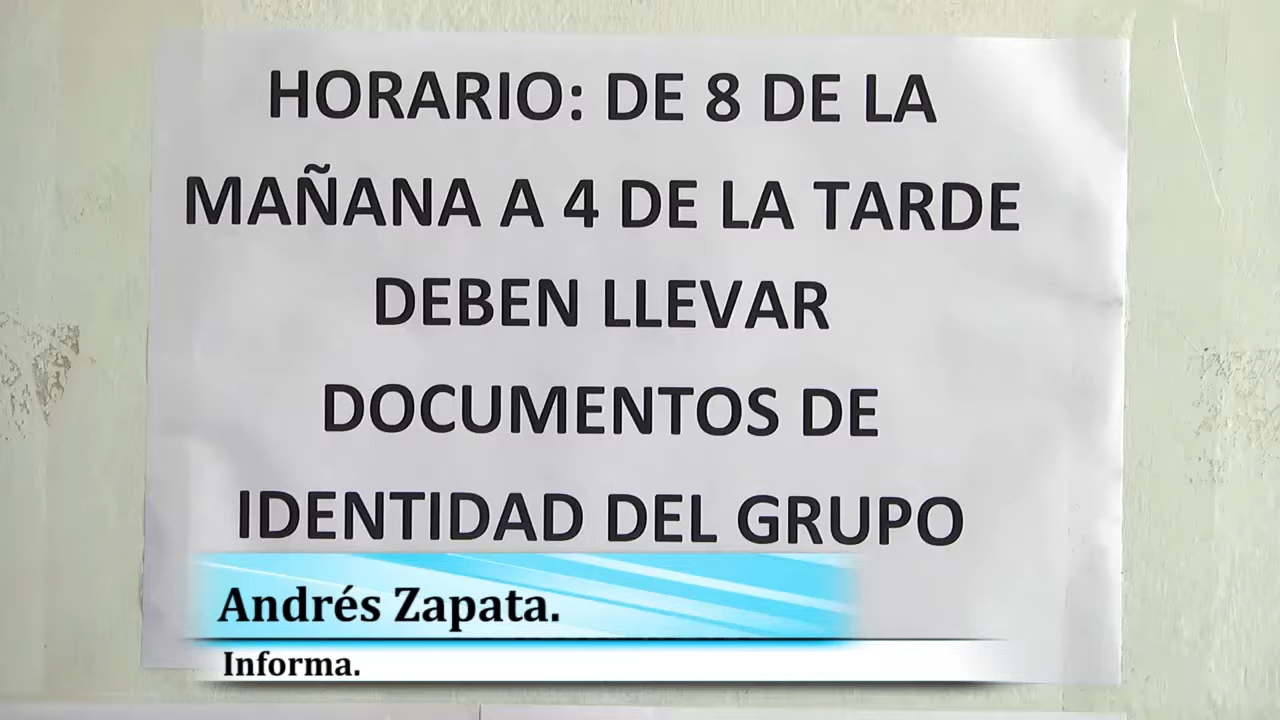 HORARIO: DE 8 DE LA
MAÑANA A 4 DE LA TARDE
DEBEN LLEVAR
DOCUMENTOS DE
IDENTIDAD DEL GRUPO
Andrés Zapata.
Informa.